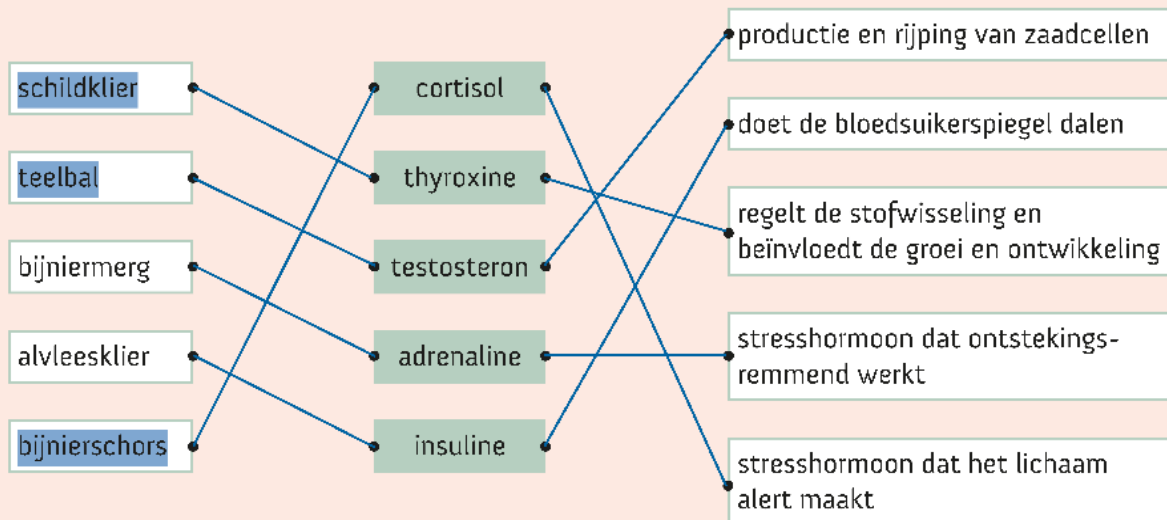 schildklier
teelbal
bijniermerg
alvleesklier
bijnierschors
cortisol
thyroxine
testosteron
adrenaline
insuline
productie en rijping van zaadcellen
doet de bloedsuikerspiegel dalen
regelt de stofwisseling en
beïnvloedt de groei en ontwikkeling
stresshormoon dat ontstekings-
remmend werkt
stresshormoon dat het lichaam
alert maakt